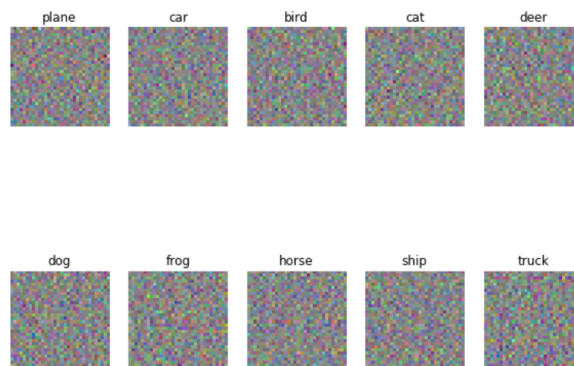 plane car bird cat deer
dog frog horse ship truck